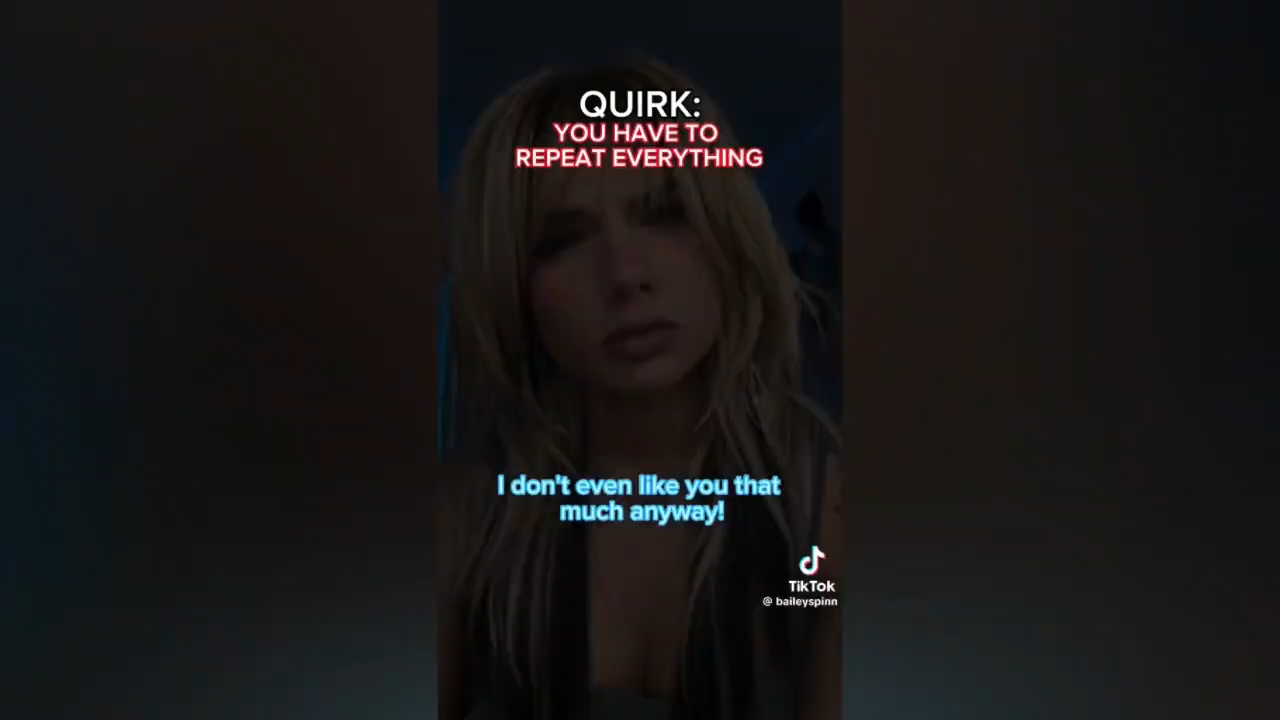 QUIRK:
YOU HAVE TO
REPEAT EVERYTHING
I don't even like you that
much anyway!
TikTok
@ baileyspinn